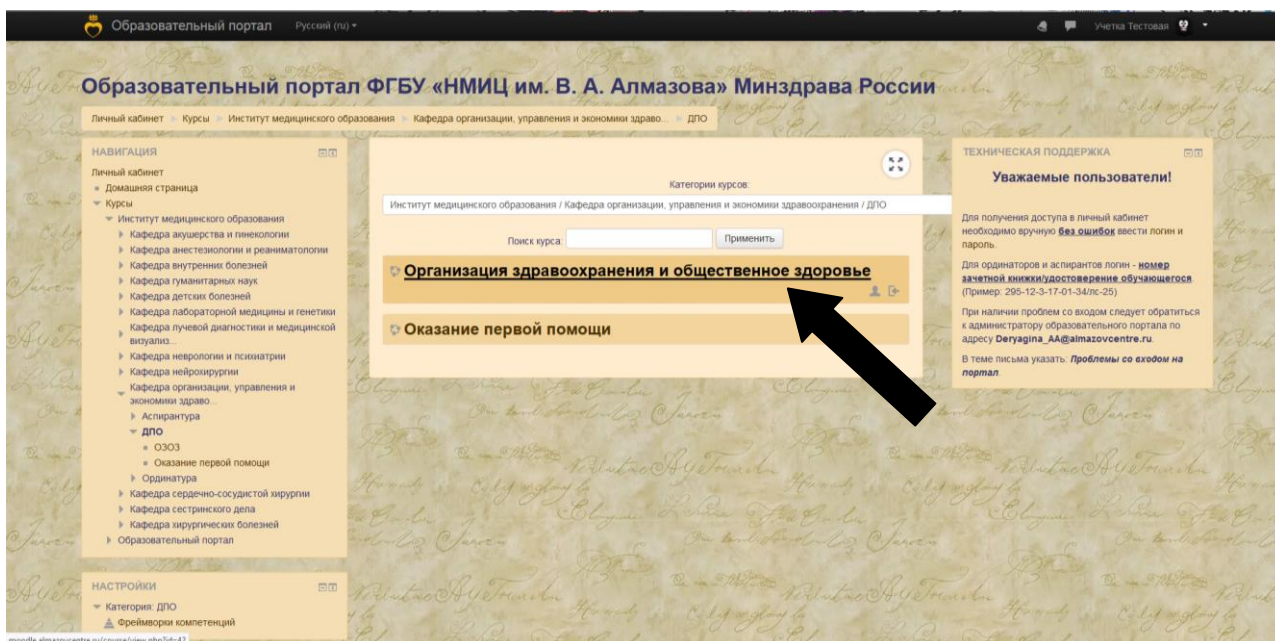 Образовательный портал Русский (ru)
Учетка Тестовая
Образовательный портал ФГБУ «НМИЦ им. В. А. Алмазова» Минздрава России
Личный кабинет Курсы Институт медицинского образования Кафедра организации, управления и экономики здраво... ДПО
НАВИГАЦИЯ
Личный кабинет
Домашняя страница
Курсы
Институт медицинского образования
Кафедра акушерства и гинекологии
Кафедра анестезиологии и реаниматологии
Кафедра внутренних болезней
Кафедра гуманитарных наук
Кафедра детских болезней
Кафедра лабораторной медицины и генетики
Кафедра лучевой диагностики и медицинской
визуализ...
Кафедра неврологии и психиатрии
Кафедра нейрохирургии
Кафедра организации, управления и
экономики здраво...
Аспирантура
ДПО
ОЗОЗ
Оказание первой помощи
Ординатура
Кафедра сердечно-сосудистой хирургии
Кафедра сестринского дела
Кафедра хирургических болезней
Образовательный портал
НАСТРОЙКИ
Категория: ДПО
Фреймворки компетенций
moodle.almazovcentre.ru/course/view.php?id=42
Категории курсов:
Институт медицинского образования / Кафедра организации, управления и экономики здравоохранения / ДПО
Поиск курса: Применить
Организация здравоохранения и общественное здоровье
Оказание первой помощи
ТЕХНИЧЕСКАЯ ПОДДЕРЖКА
Уважаемые пользователи!
Для получения доступа в личный кабинет
необходимо вручную без ошибок ввести логин и
пароль.
Для ординаторов и аспирантов логин - номер
зачетной книжки/удостоверение обучающегося
(Пример: 295-12-3-17-01-34/лс-25)
При наличии проблем со входом следует обратиться
к администратору образовательного портала по
адресу Deryagina_AA@almazovcentre.ru.
В теме письма указать: Проблемы со входом на
портал.